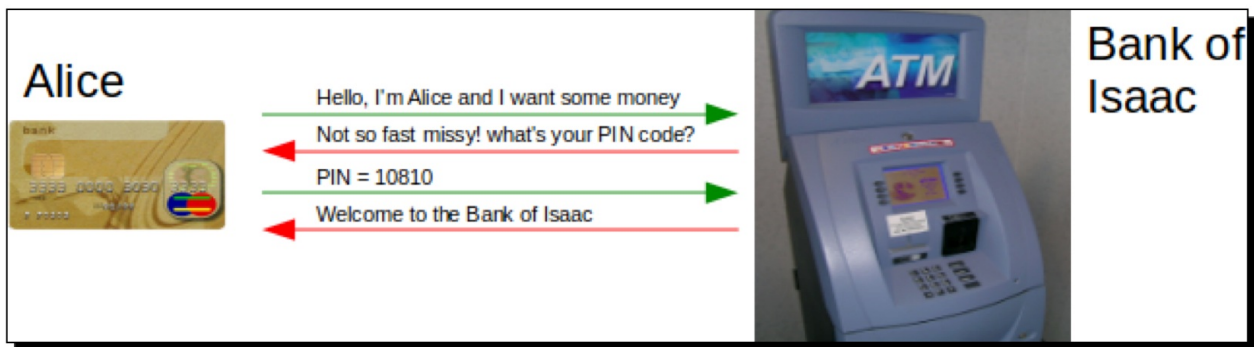 Alice
bank
Hello, I'm Alice and I want some money
Not so fast missy! what's your PIN code?
PIN = 10810
Welcome to the Bank of Isaac
ATM
Bank of
Isaac